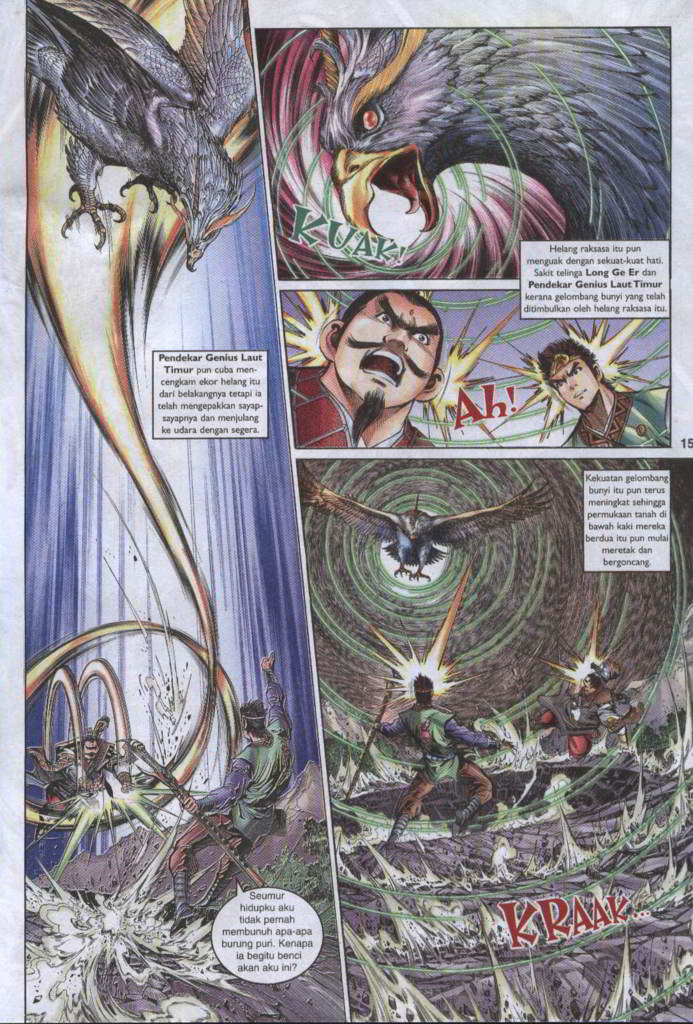 Pendekar Genius Laut
Timur pun cuba men-
cengkam ekor helang itu
dari belakangnya tetapi ia
telah mengepakkan sayap-
sayapnya dan menjulang
ke udara dengan segera.
Seumur
hidupku aku
tidak pernah
membunuh apa-apa
burung puri. Kenapa
ia begitu benci
akan aku ini?
KUAK!
Helang raksasa itu pun
menguak dengan sekuat-kuat hati.
Sakit telinga Long Ge Er dan
Pendekar Genius Laut Timur
kerana gelombang bunyi yang telah
ditimbulkan oleh helang raksasa itu.
Ah!
15
Kekuatan gelombang
bunyi itu pun terus
meningkat sehingga
permukaan tanah di
bawah kaki mereka
berdua itu pun mulai
meretak dan
bergoncang.
KRAAK...